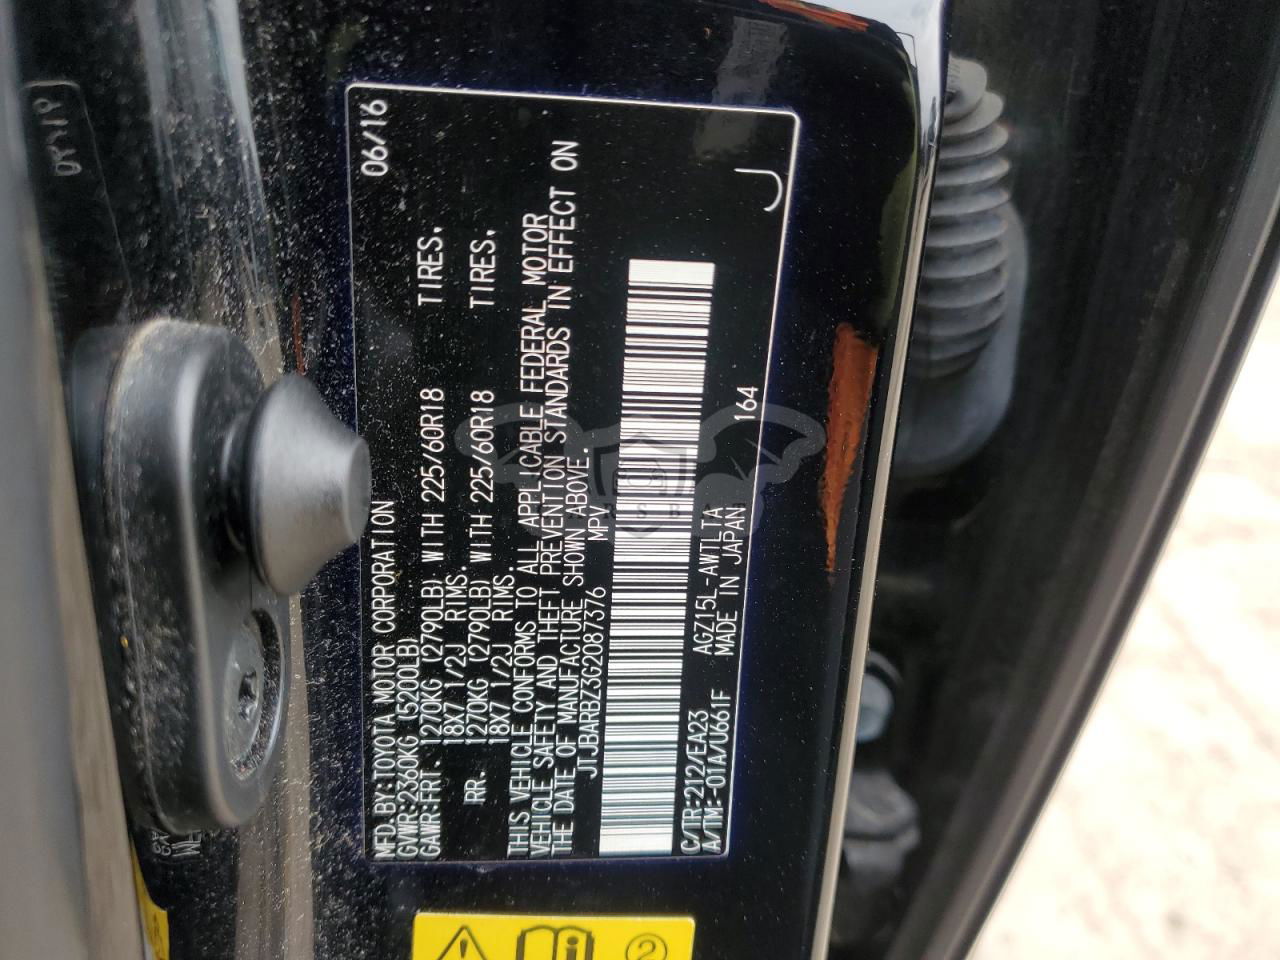 MFD.BY:TOYOTA MOTOR CORPORATION 06/16
GVWR:2360KG (5200LB)
GAWR:FRT. 1270KG (2790LB) WITH 225/60R18 TIRES.
18X7 1/2J RIMS.
RR. 1270KG (2790LB) WITH 225/60R18 TIRES.
18X7 1/2J RIMS.
THIS VEHICLE CONFORMS TO ALL APPLICABLE FEDERAL MOTOR
VEHICLE SAFETY AND THEFT PREVENTION STANDARDS IN EFFECT ON
THE DATE OF MANUFACTURE SHOWN ABOVE.
JTJBARBZ3G2087376 MPV
C/TR:212/EA23 AGZ15L-AWTLTA 164
A/TM:-01A/U661F MADE IN JAPAN
J
2